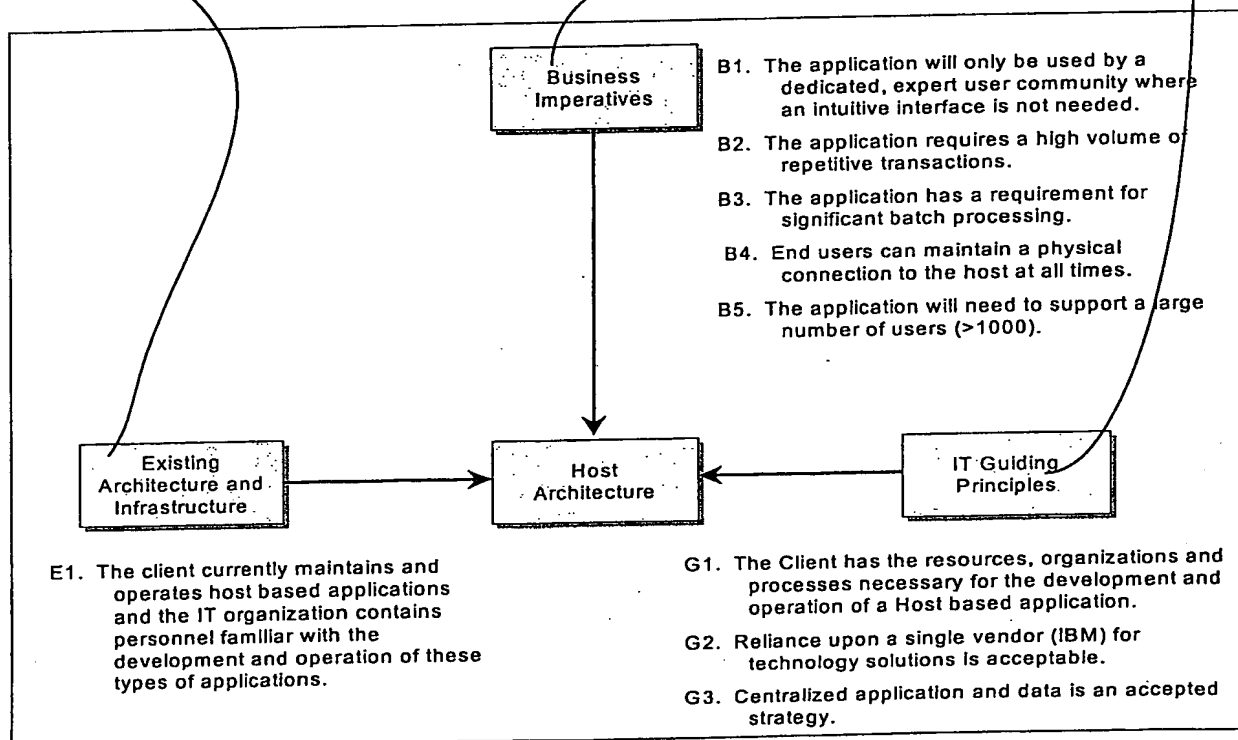 Business
Imperatives
B1. The application will only be used by a
dedicated, expert user community where
an intuitive interface is not needed.
B2. The application requires a high volume of
repetitive transactions.
B3. The application has a requirement for
significant batch processing.
B4. End users can maintain a physical
connection to the host at all times.
B5. The application will need to support a large
number of users (>1000).
Existing
Architecture and
Infrastructure
Host
Architecture
IT Guiding
Principles
E1. The client currently maintains and
operates host based applications
and the IT organization contains
personnel familiar with the
development and operation of these
types of applications.
G1. The Client has the resources, organizations and
processes necessary for the development and
operation of a Host based application.
G2. Reliance upon a single vendor (IBM) for
technology solutions is acceptable.
G3. Centralized application and data is an accepted
strategy.